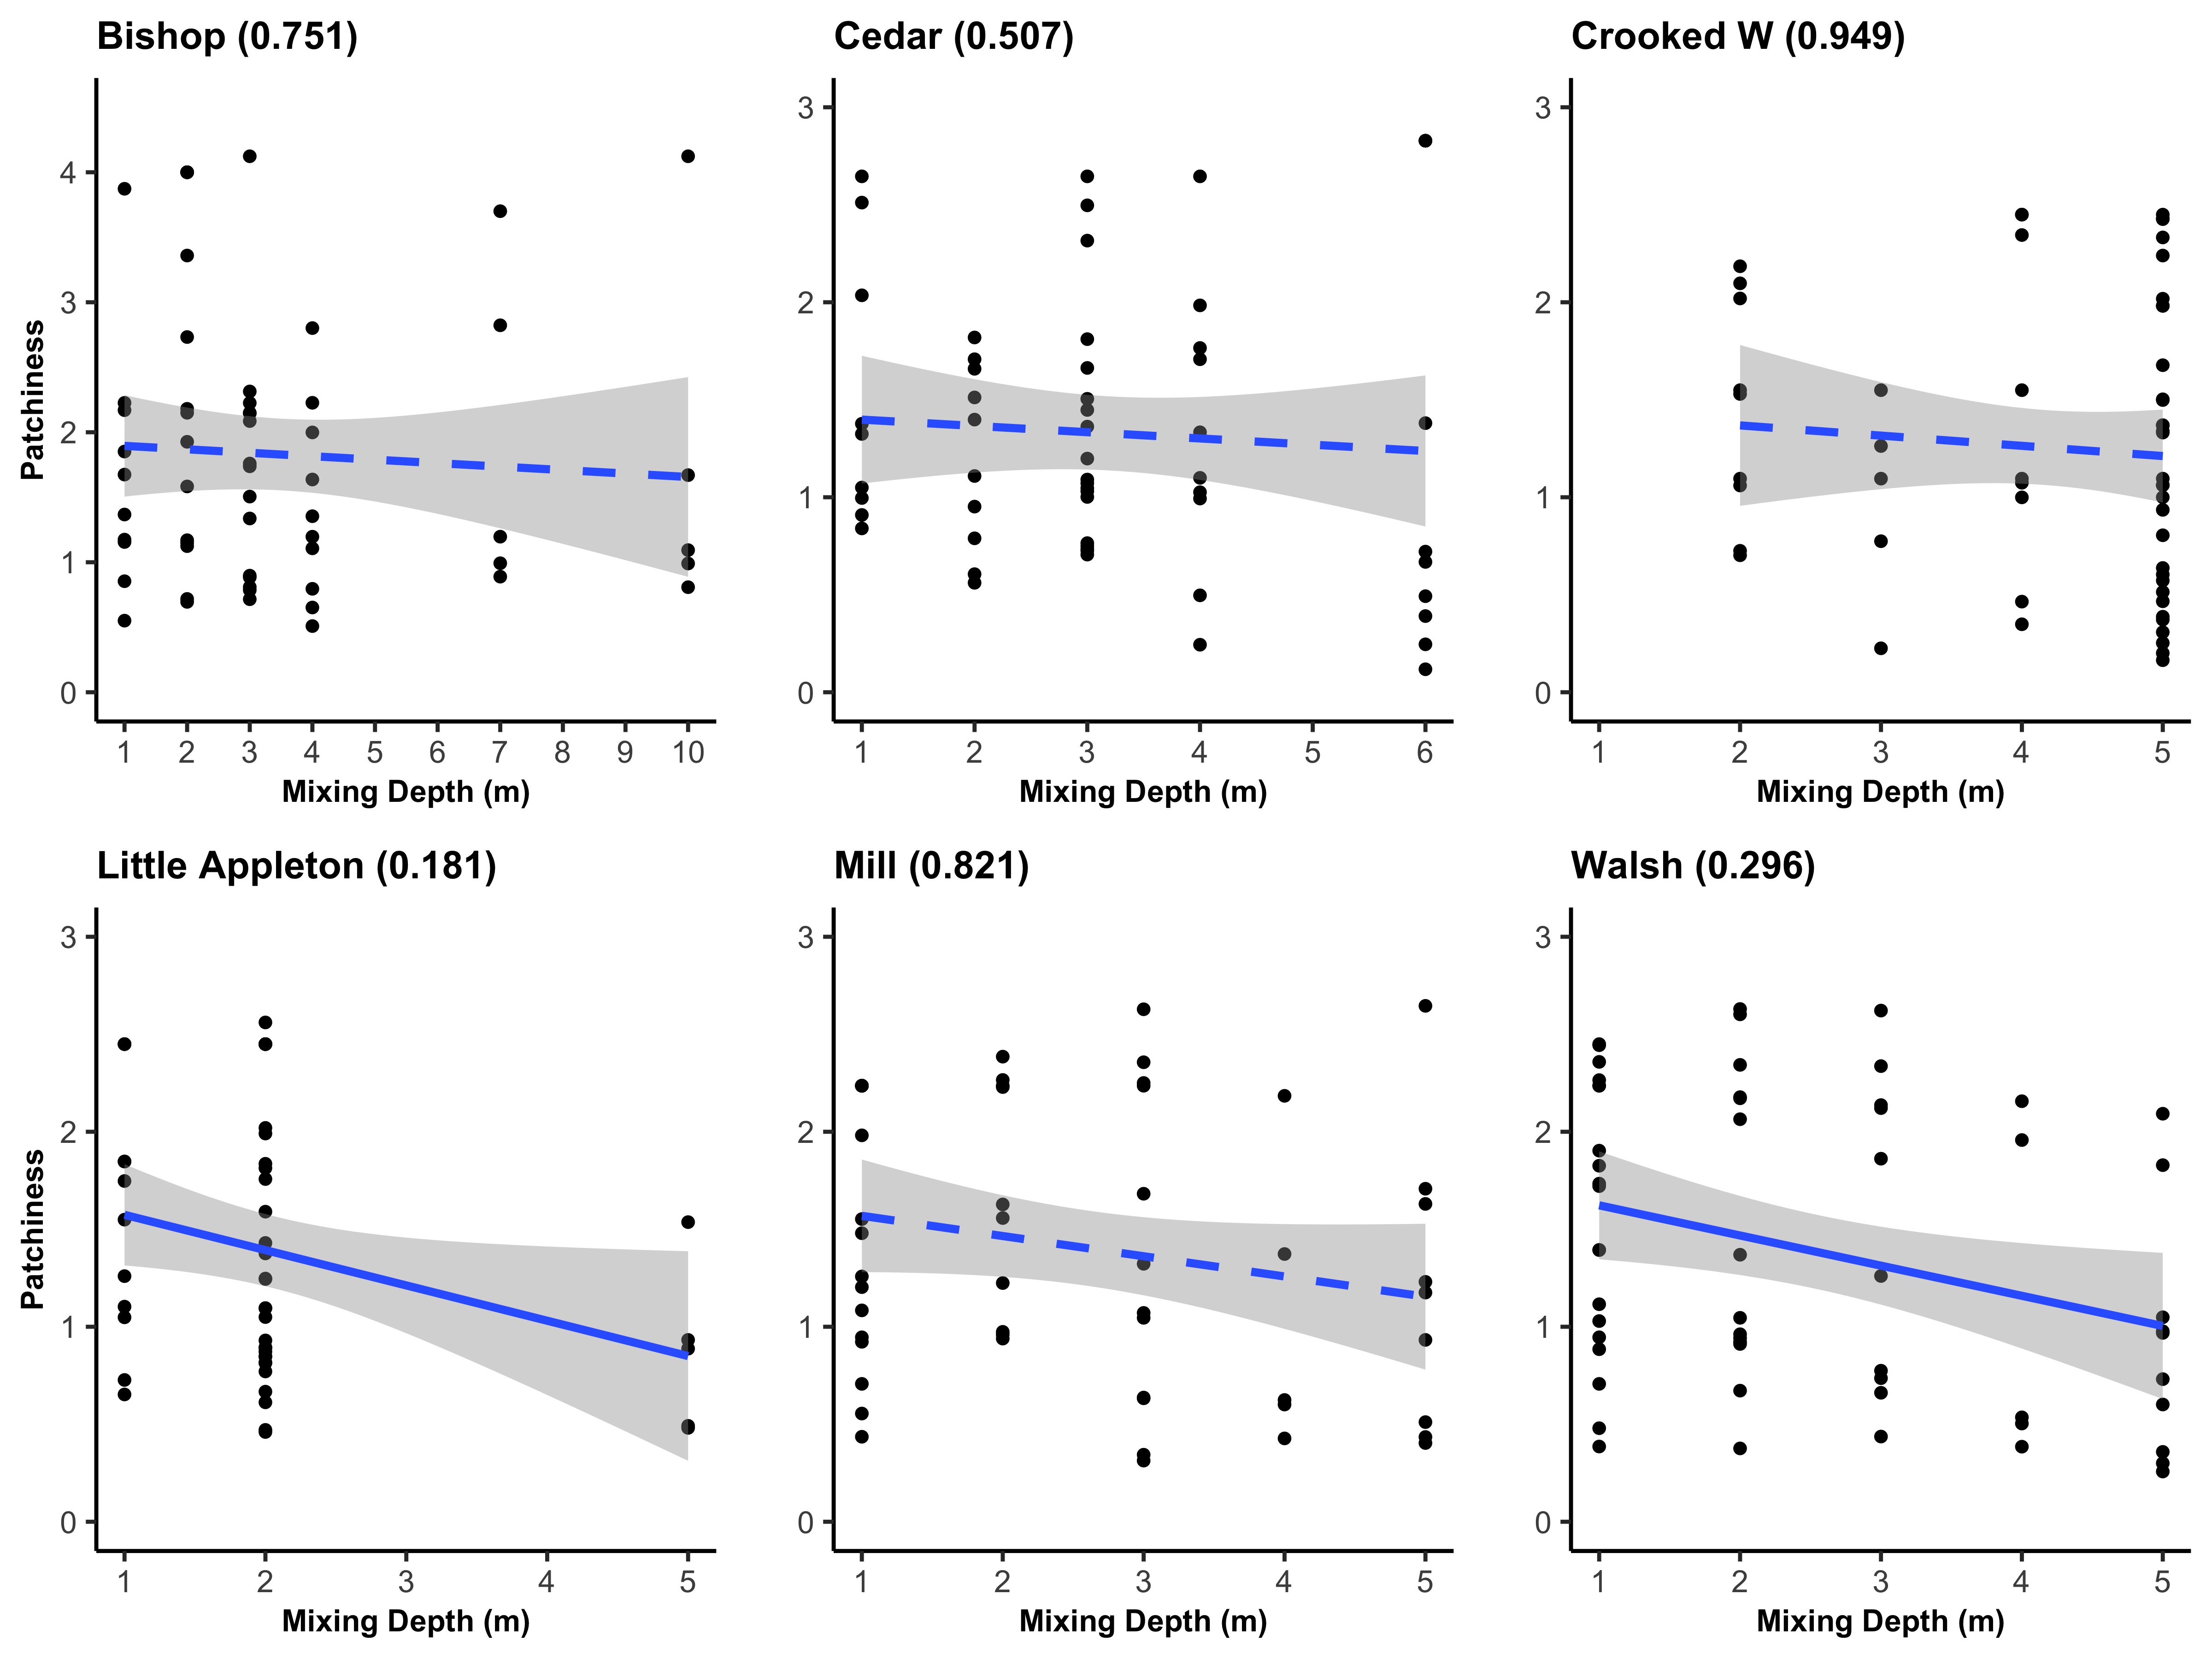 Bishop (0.751)
Patchiness
4
3
2
1
0
1 2 3 4 5 6 7 8 9 10
Mixing Depth (m)
Cedar (0.507)
3
2
1
0
1 2 3 4 5 6
Mixing Depth (m)
Crooked W (0.949)
3
2
1
0
1 2 3 4 5
Mixing Depth (m)
Little Appleton (0.181)
Patchiness
3
2
1
0
1 2 3 4 5
Mixing Depth (m)
Mill (0.821)
3
2
1
0
1 2 3 4 5
Mixing Depth (m)
Walsh (0.296)
3
2
1
0
1 2 3 4 5
Mixing Depth (m)